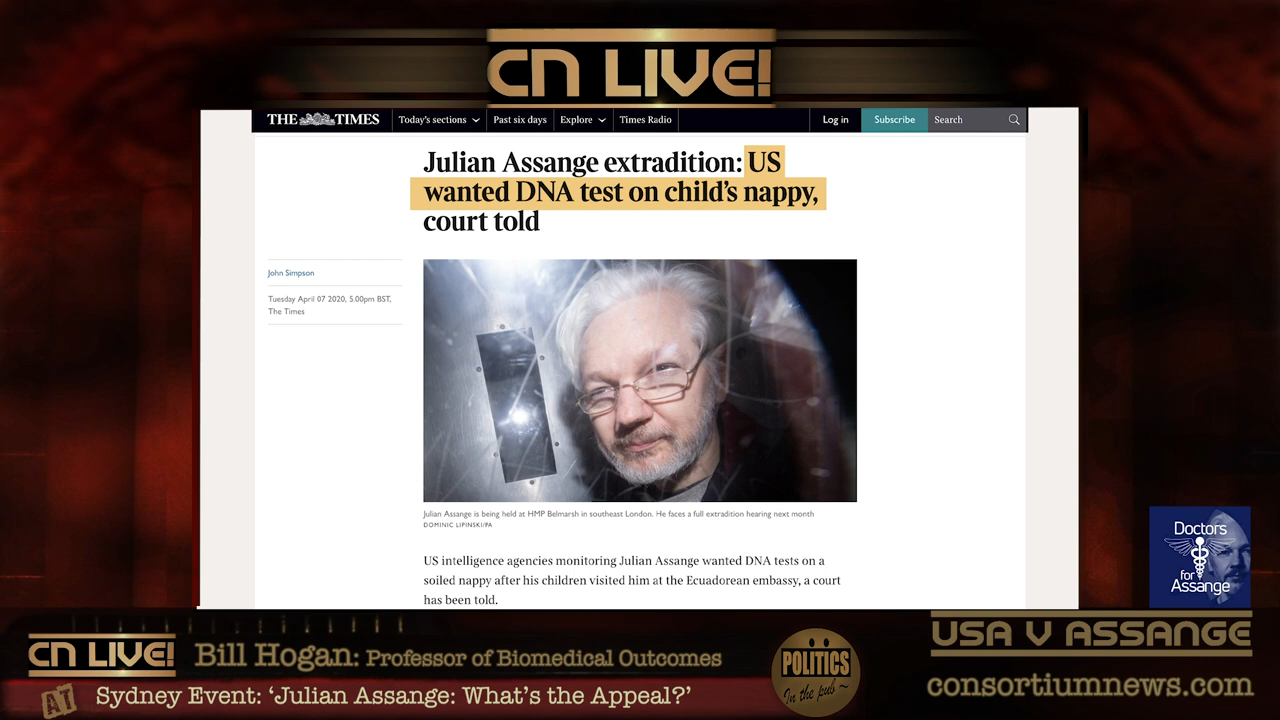 CN LIVE!
THE TIMES Today's sections Past six days Explore Times Radio Log in Subscribe Search
Julian Assange extradition: US
wanted DNA test on child's nappy,
court told
John Simpson
Tuesday April 07 2020, 5.00pm BST,
The Times
Julian Assange is being held at HMP Belmarsh in southeast London. He faces a full extradition hearing next month
DOMINIC LIPINSKI/PA
US intelligence agencies monitoring Julian Assange wanted DNA tests on a
soiled nappy after his children visited him at the Ecuadorean embassy, a court
has been told.
Doctors
for
Assange
CN LIVE! Bill Hogan: Professor of Biomedical Outcomes
AT Sydney Event: ‘Julian Assange: What's the Appeal?’
POLITICS
In the pub ~
USA V ASSANGE
consortiumnews.com